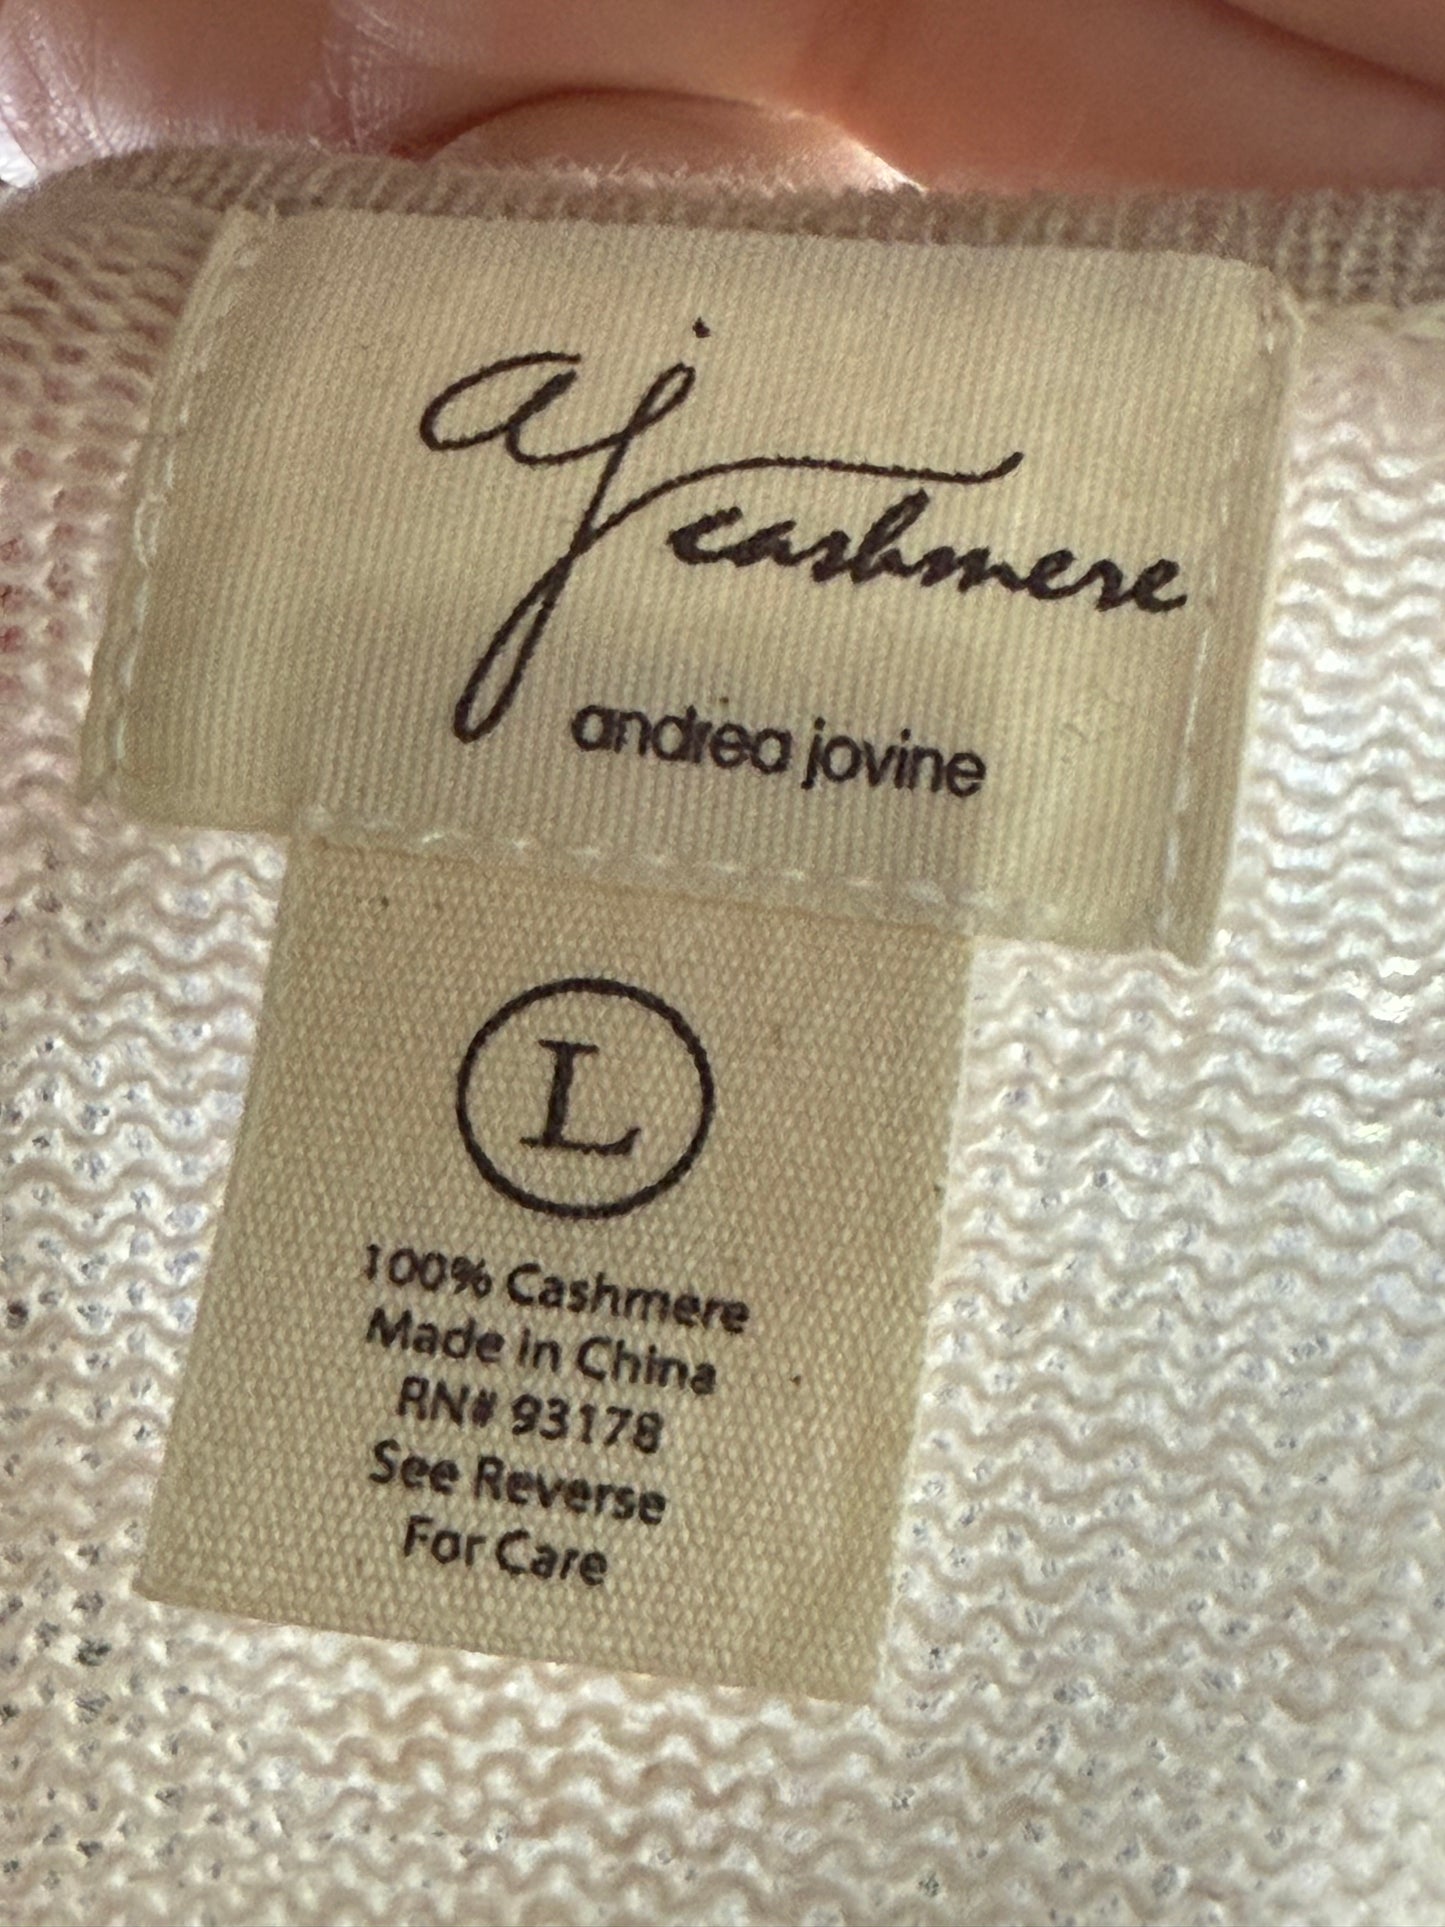 aj cashmere
andrea jovine
L
100% Cashmere
Made in China
RN# 93178
See Reverse
For Care